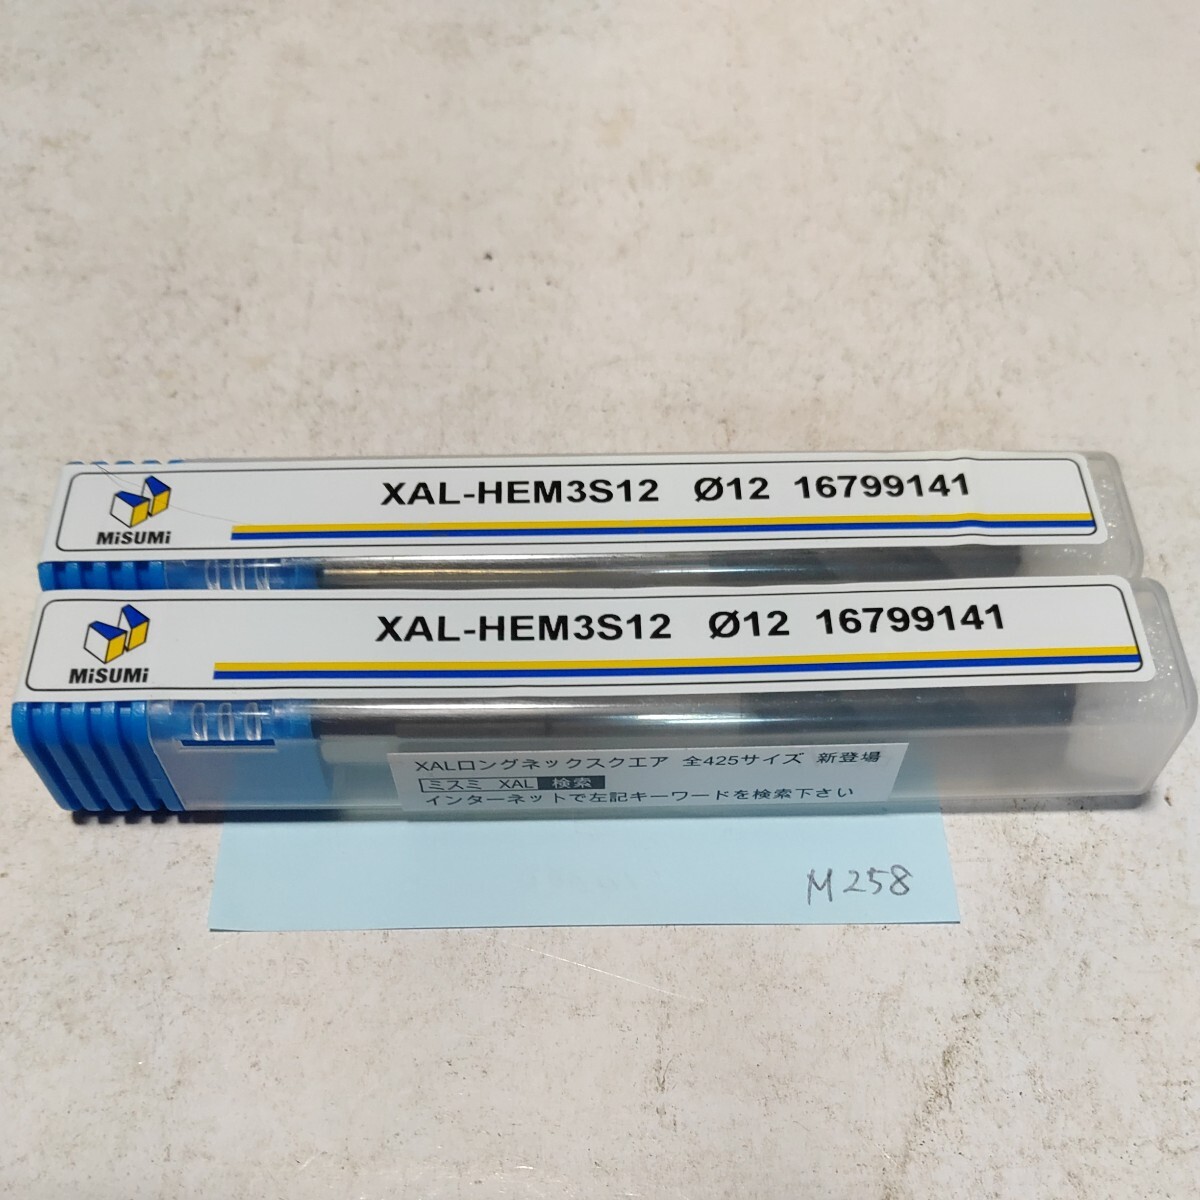 MiSUMi
XAL-HEM3S12 Ø12 16799141
MiSUMi
XAL-HEM3S12 Ø12 16799141
XALロングネックスクエア 全425サイズ 新登場
ミスミ XAL 検索
インターネットで左記キーワードを検索下さい
M258